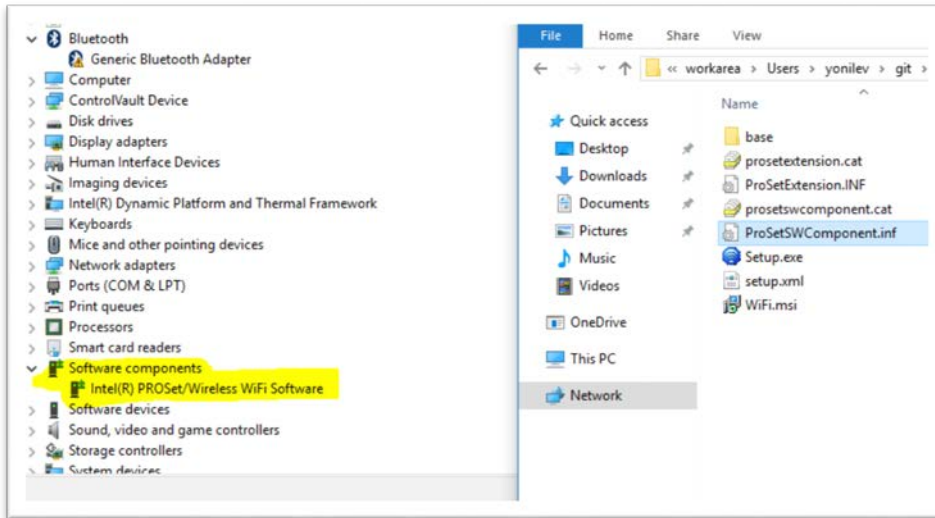 Bluetooth
Generic Bluetooth Adapter
Computer
ControlVault Device
Disk drives
Display adapters
Human Interface Devices
Imaging devices
Intel(R) Dynamic Platform and Thermal Framework
Keyboards
Mice and other pointing devices
Network adapters
Ports (COM & LPT)
Print queues
Processors
Smart card readers
Software components
Intel(R) PROSet/Wireless WiFi Software
Software devices
Sound, video and game controllers
Storage controllers
System devices
File Home Share View
« workarea > Users > yonilev > git >
Quick access
Desktop
Downloads
Documents
Pictures
Music
Videos
OneDrive
This PC
Network
Name
base
prosetextension.cat
ProSetExtension.INF
prosetswcomponent.cat
ProSetSWComponent.inf
Setup.exe
setup.xml
WiFi.msi